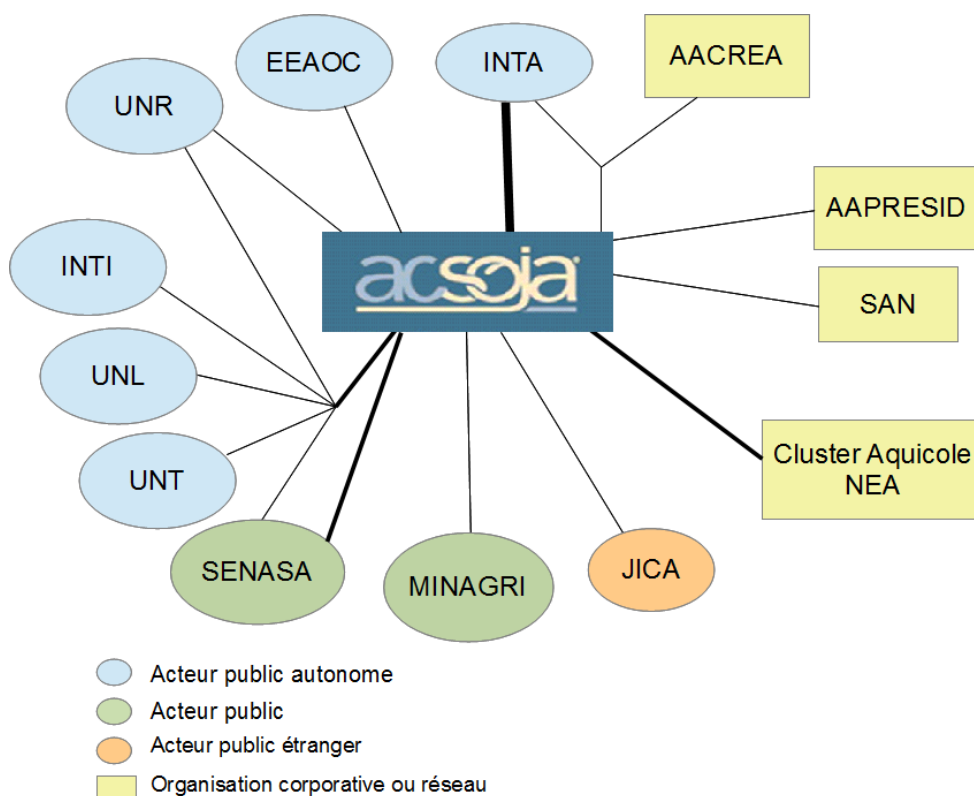 EEAOC
INTA
AACREA
UNR
AAPRESID
INTI
acsoja
SAN
UNL
Cluster Aquicole
NEA
UNT
SENASA
MINAGRI
JICA
Acteur public autonome
Acteur public
Acteur public étranger
Organisation corporative ou réseau